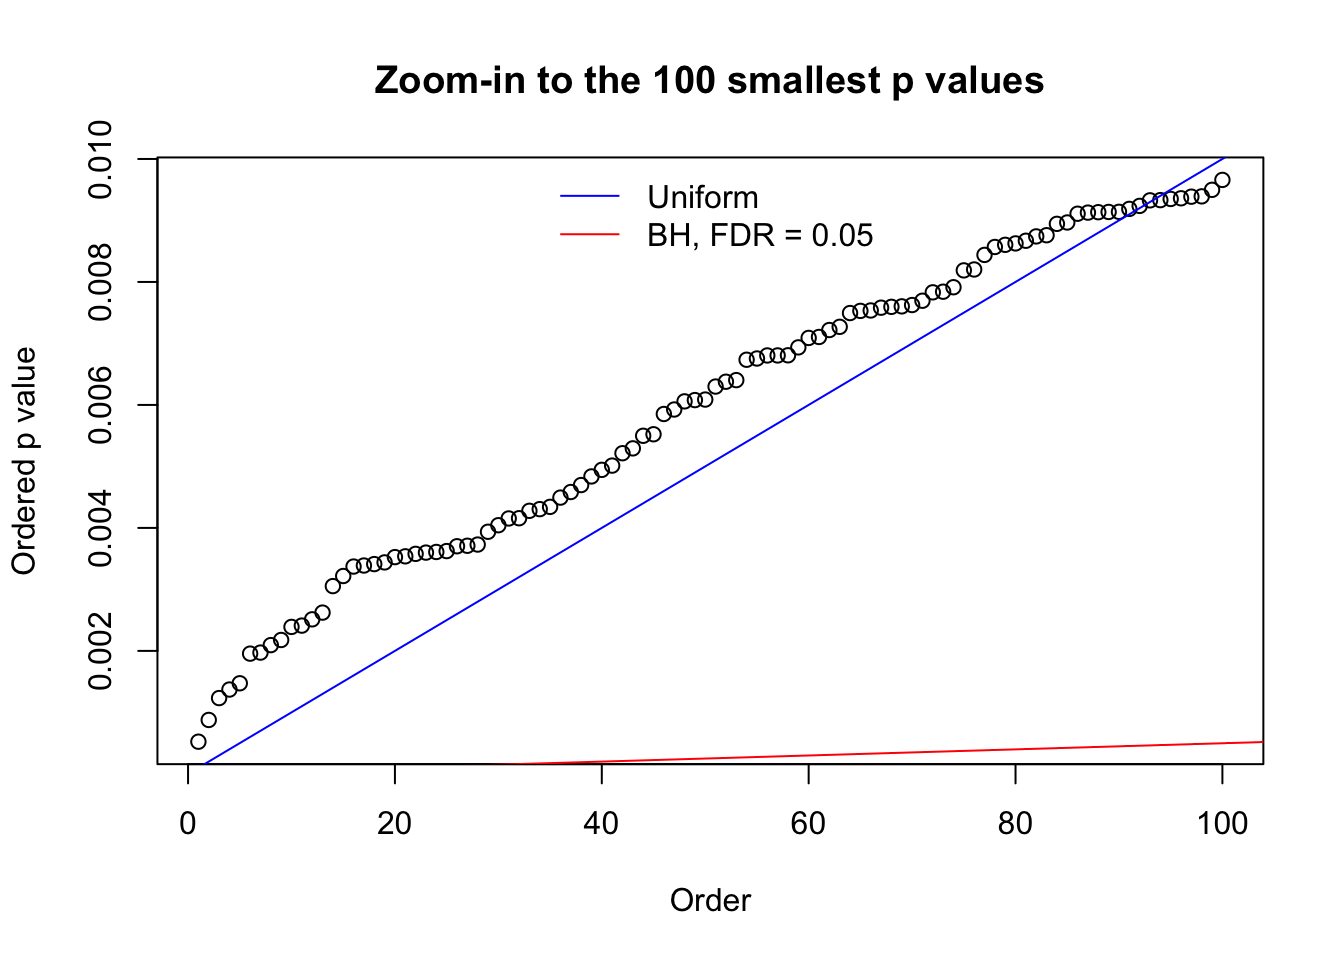 Zoom-in to the 100 smallest p values
Uniform
BH, FDR = 0.05
Ordered p value
0.010
0.008
0.006
0.004
0.002
0 20 40 60 80 100
Order